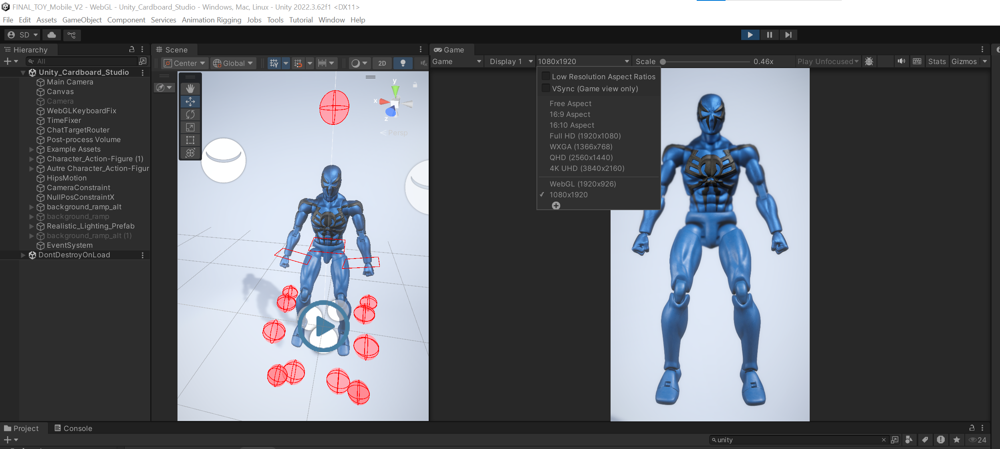 FINAL_TOY_Mobile_V2 - WebGL - Unity_Cardboard_Studio - Windows, Mac, Linux - Unity 2022.3.62f1 <DX11>
File Edit Assets GameObject Component Services Animation Rigging Jobs Tools Tutorial Window Help
SD
Hierarchy
All
Unity_Cardboard_Studio
Main Camera
Canvas
Camera
WebGLKeyboardFix
TimeFixer
ChatTargetRouter
Post-process Volume
Example Assets
Character_Action-Figure (1)
Autre Character_Action-Figur
HipsMotion
CameraConstraint
NullPosConstraintX
background_ramp_alt
background_ramp
Realistic_Lighting_Prefab
background_ramp_alt (1)
EventSystem
DontDestroyOnLoad
Scene
Center Global 2D
y
x
z
Persp
Game
Game Display 1 1080x1920 Scale 0.46x Play Unfocused Stats Gizmos
Low Resolution Aspect Ratios
VSync (Game view only)
Free Aspect
16:9 Aspect
16:10 Aspect
Full HD (1920x1080)
WXGA (1366x768)
QHD (2560x1440)
4K UHD (3840x2160)
WebGL (1920x926)
1080x1920
Project Console
unity
24